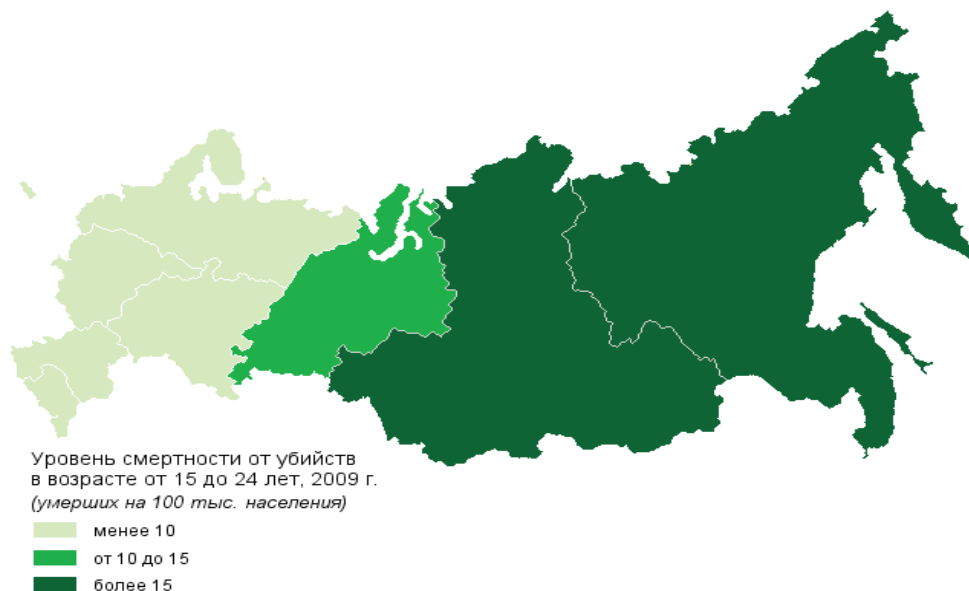 Уровень смертности от убийств
в возрасте от 15 до 24 лет, 2009 г.
(умерших на 100 тыс. населения)
менее 10
от 10 до 15
более 15